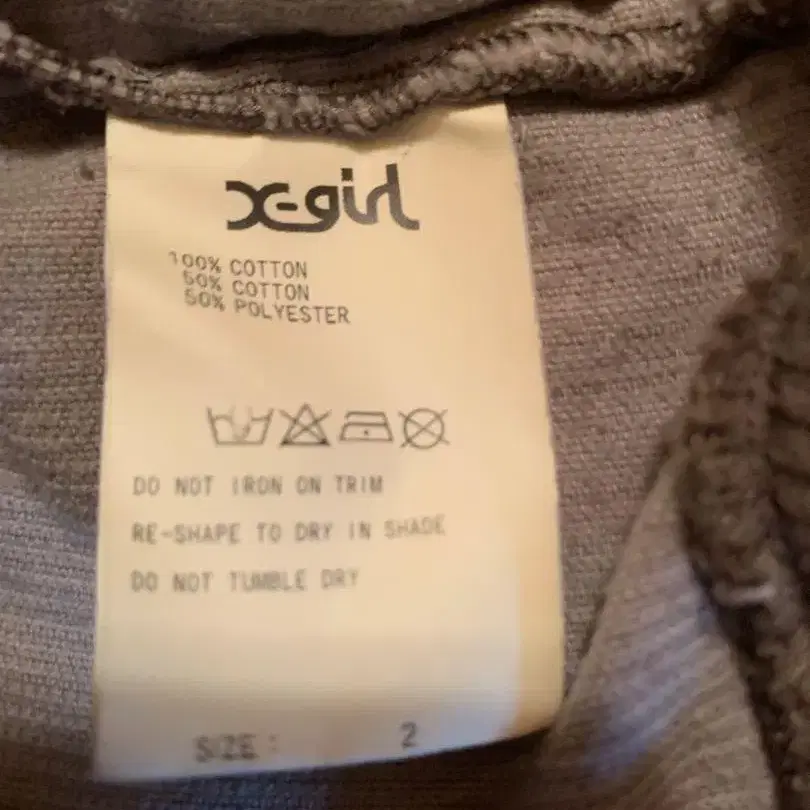 X-girl
100% COTTON
50% COTTON
50% POLYESTER
DO NOT IRON ON TRIM
RE-SHAPE TO DRY IN SHADE
DO NOT TUMBLE DRY
SIZE : 2